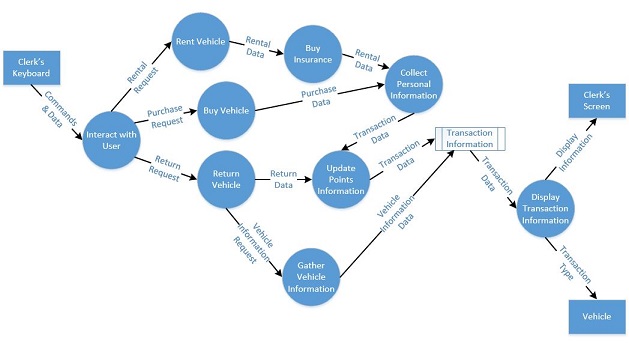 Clerk's
Keyboard
Commands
& Data
Interact with
User
Rental
Request
Rent Vehicle
Rental
Data
Buy
Insurance
Rental
Data
Collect
Personal
Information
Purchase
Request
Buy Vehicle
Purchase
Data
Return
Request
Return
Vehicle
Return
Data
Update
Points
Information
Transaction
Data
Transaction
Data
Transaction
Information
Vehicle
Information
Request
Gather
Vehicle
Information
Vehicle
Information
Data
Transaction
Data
Display
Transaction
Information
Display
Information
Clerk's
Screen
Transaction
Type
Vehicle